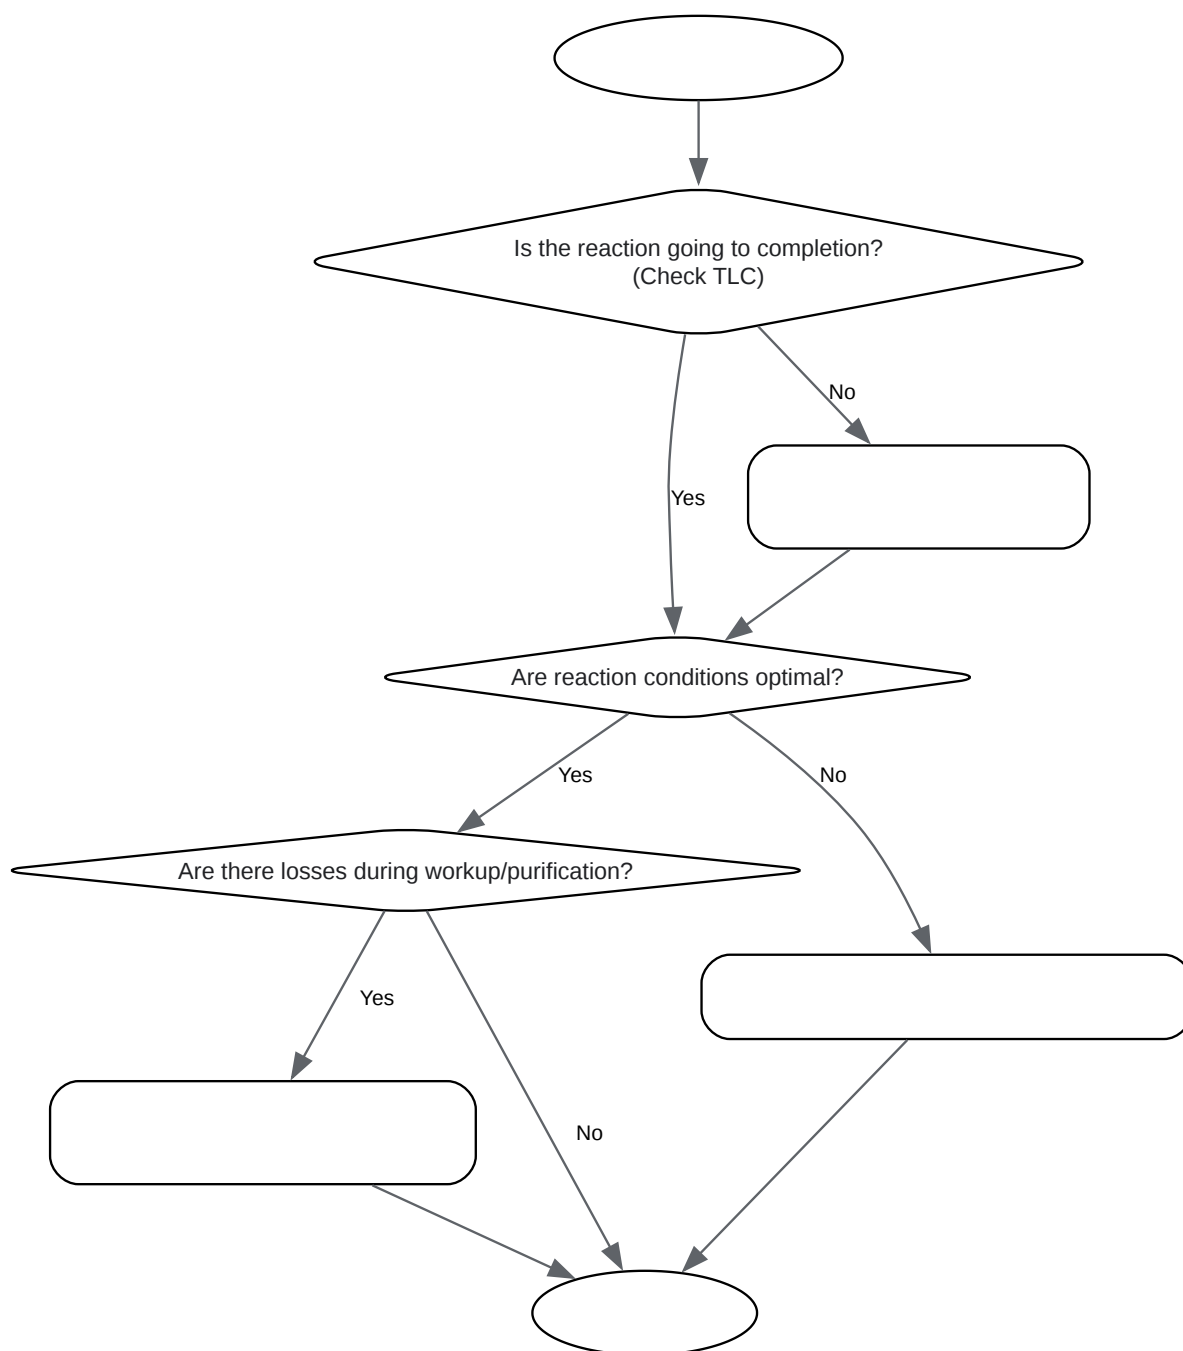 Is the reaction going to completion?
(Check TLC)
No
Yes
Are reaction conditions optimal?
Yes
No
Are there losses during workup/purification?
Yes
No